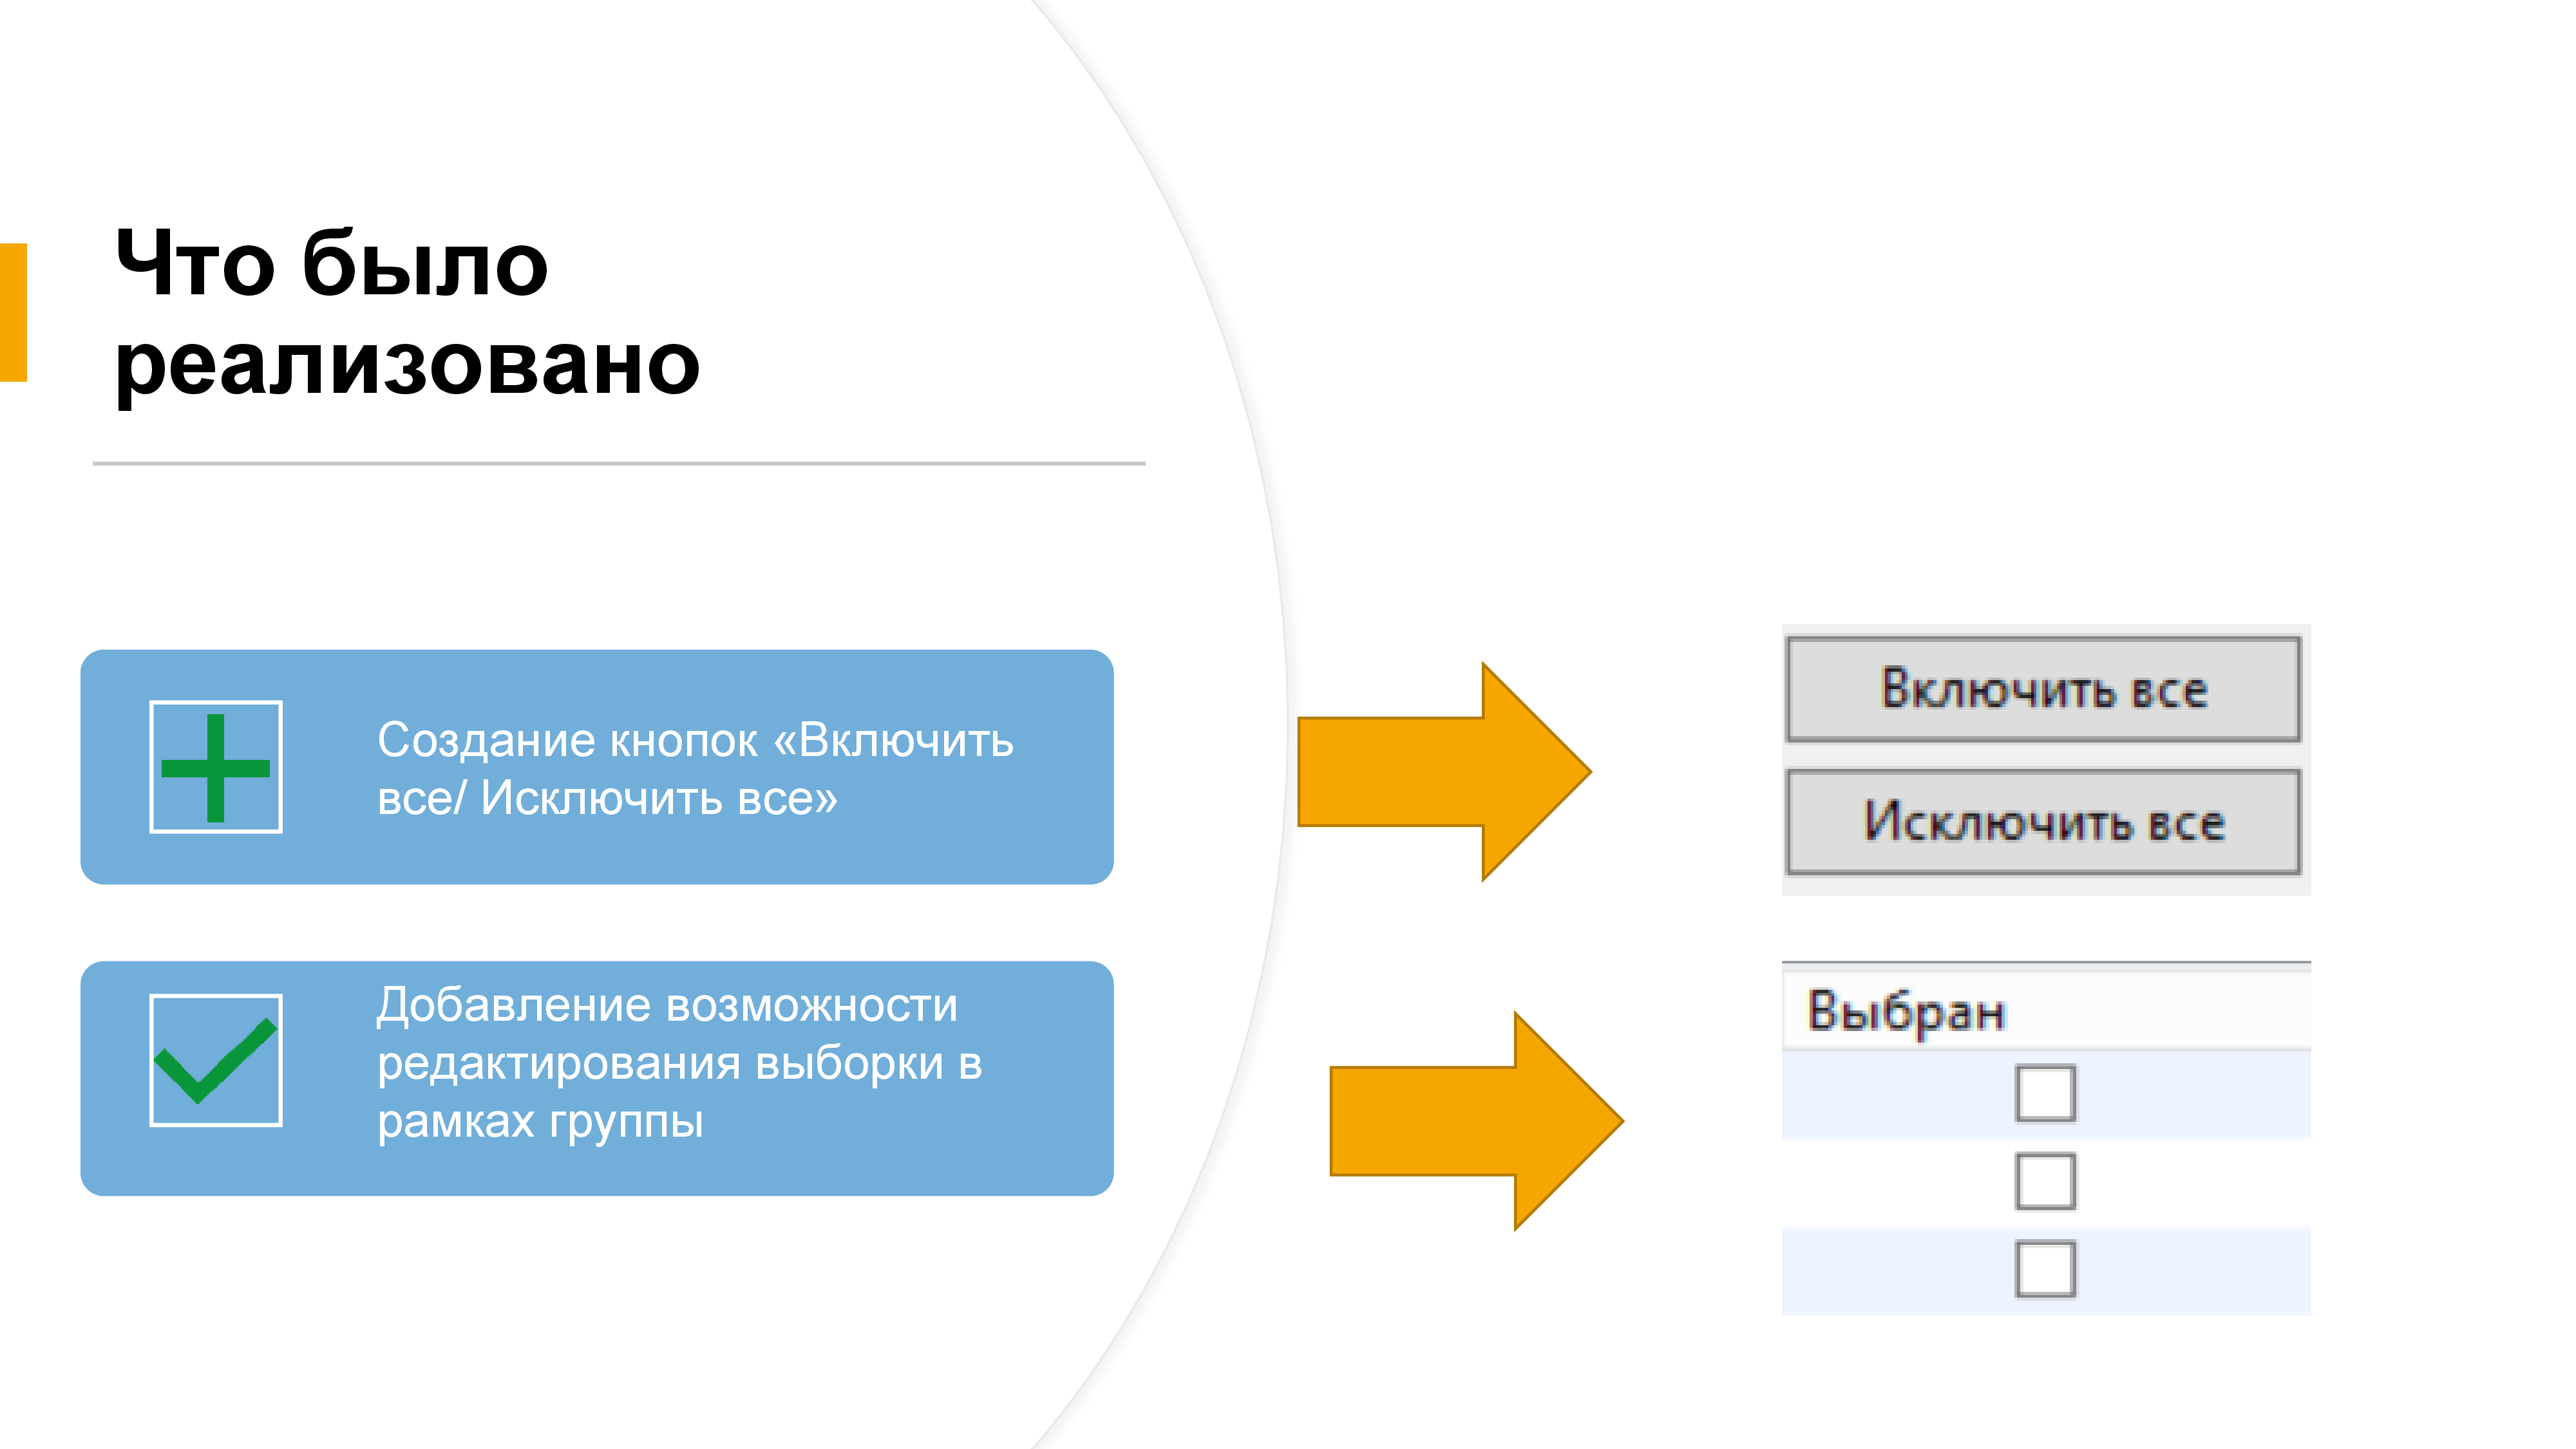 Что было
реализовано
Создание кнопок «Включить
все/ Исключить все»
Включить все
Исключить все
Добавление возможности
редактирования выборки в
рамках группы
Выбран